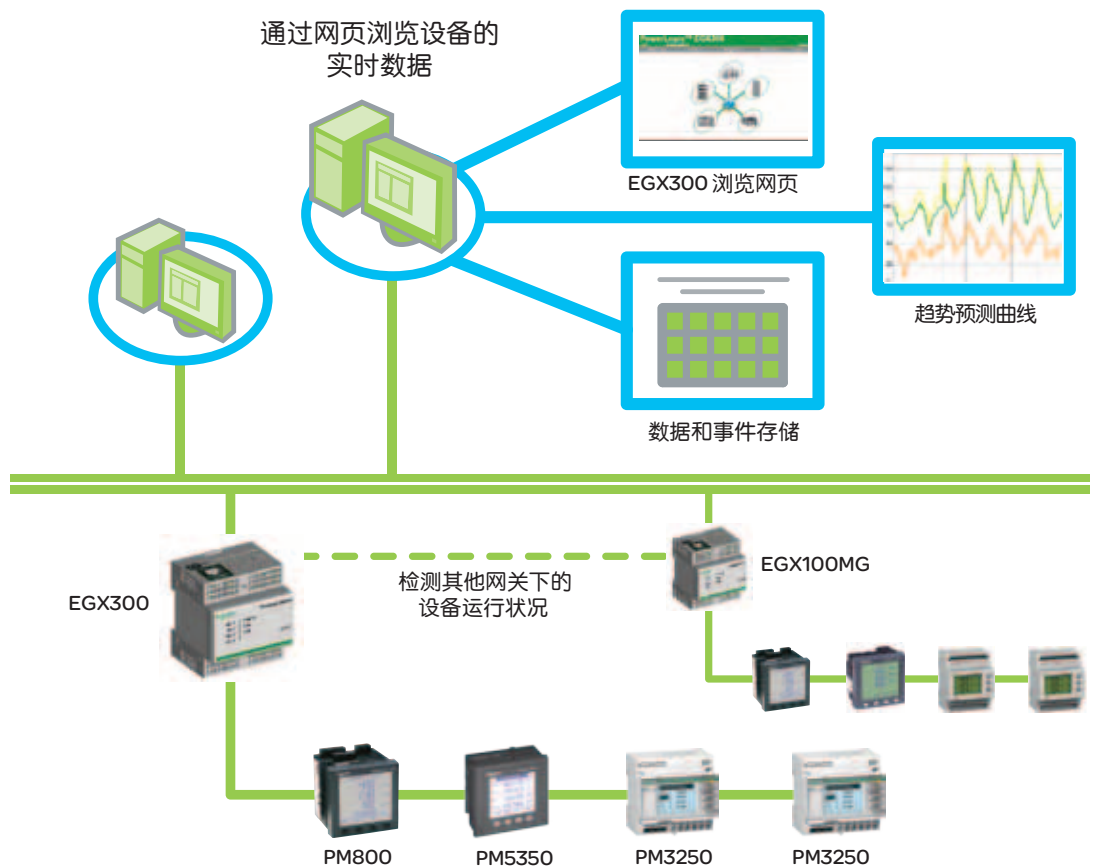 通过网页浏览设备的
实时数据
PowerLogic™ EGX300
EGX300 浏览网页
趋势预测曲线
数据和事件存储
EGX300
检测其他网关下的
设备运行状况
EGX100MG
PM800
PM5350
PM3250
PM3250